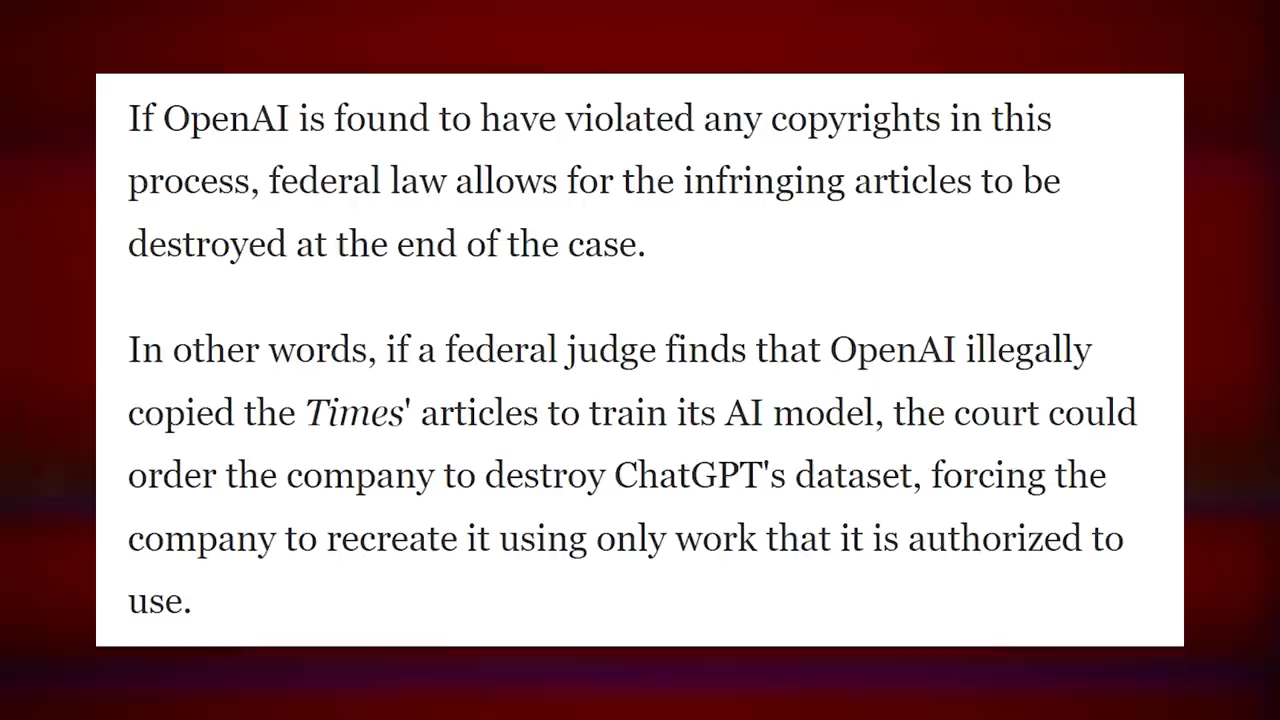 If OpenAI is found to have violated any copyrights in this
process, federal law allows for the infringing articles to be
destroyed at the end of the case.
In other words, if a federal judge finds that OpenAI illegally
copied the Times' articles to train its AI model, the court could
order the company to destroy ChatGPT's dataset, forcing the
company to recreate it using only work that it is authorized to
use.